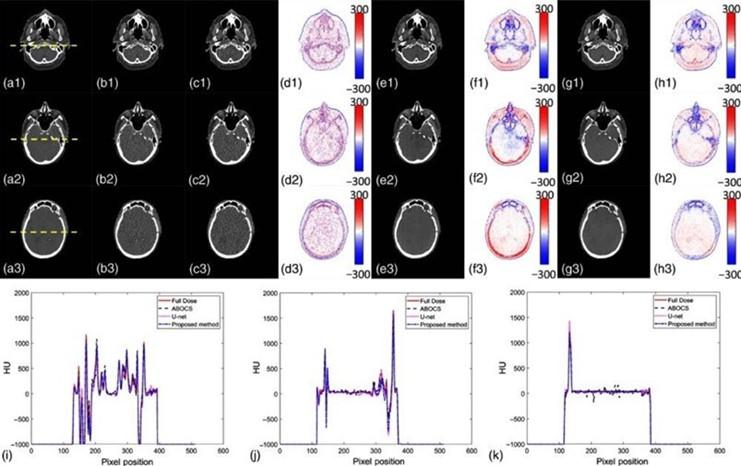 300 300 300
-300 -300 -300
(a1) (b1) (c1) (d1) (e1) (f1) (g1) (h1)
300 300 300
-300 -300 -300
(a2) (b2) (c2) (d2) (e2) (f2) (g2) (h2)
300 300 300
-300 -300 -300
(a3) (b3) (c3) (d3) (e3) (f3) (g3) (h3)
2000 2000 2000
Full Dose Full Dose Full Dose
ABOCS ABOCS ABOCS
U-net U-net U-net
Proposed method Proposed method Proposed method
1500 1500 1500
1000 1000 1000
HU HU HU
500 500 500
0 0 0
-500 -500 -500
-1000 -1000 -1000
0 100 200 300 400 500 600 0 100 200 300 400 500 600 0 100 200 300 400 500 600
(i) Pixel position (j) Pixel position (k) Pixel position